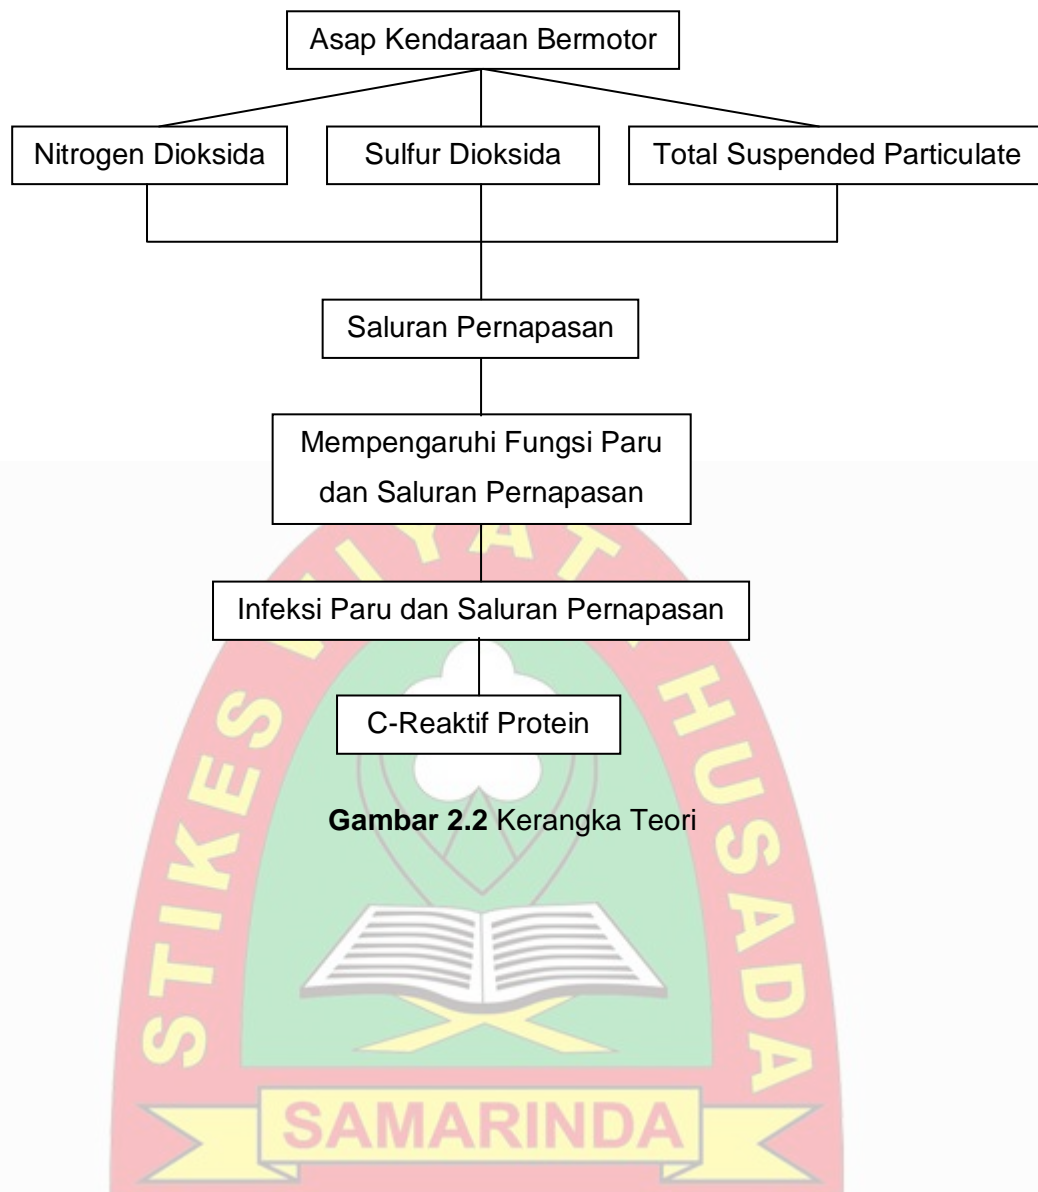 Asap Kendaraan Bermotor
Nitrogen Dioksida
Sulfur Dioksida
Total Suspended Particulate
Saluran Pernapasan
Mempengaruhi Fungsi Paru
dan Saluran Pernapasan
Infeksi Paru dan Saluran Pernapasan
C-Reaktif Protein
Gambar 2.2 Kerangka Teori
STIKES HUSADA
SAMARINDA